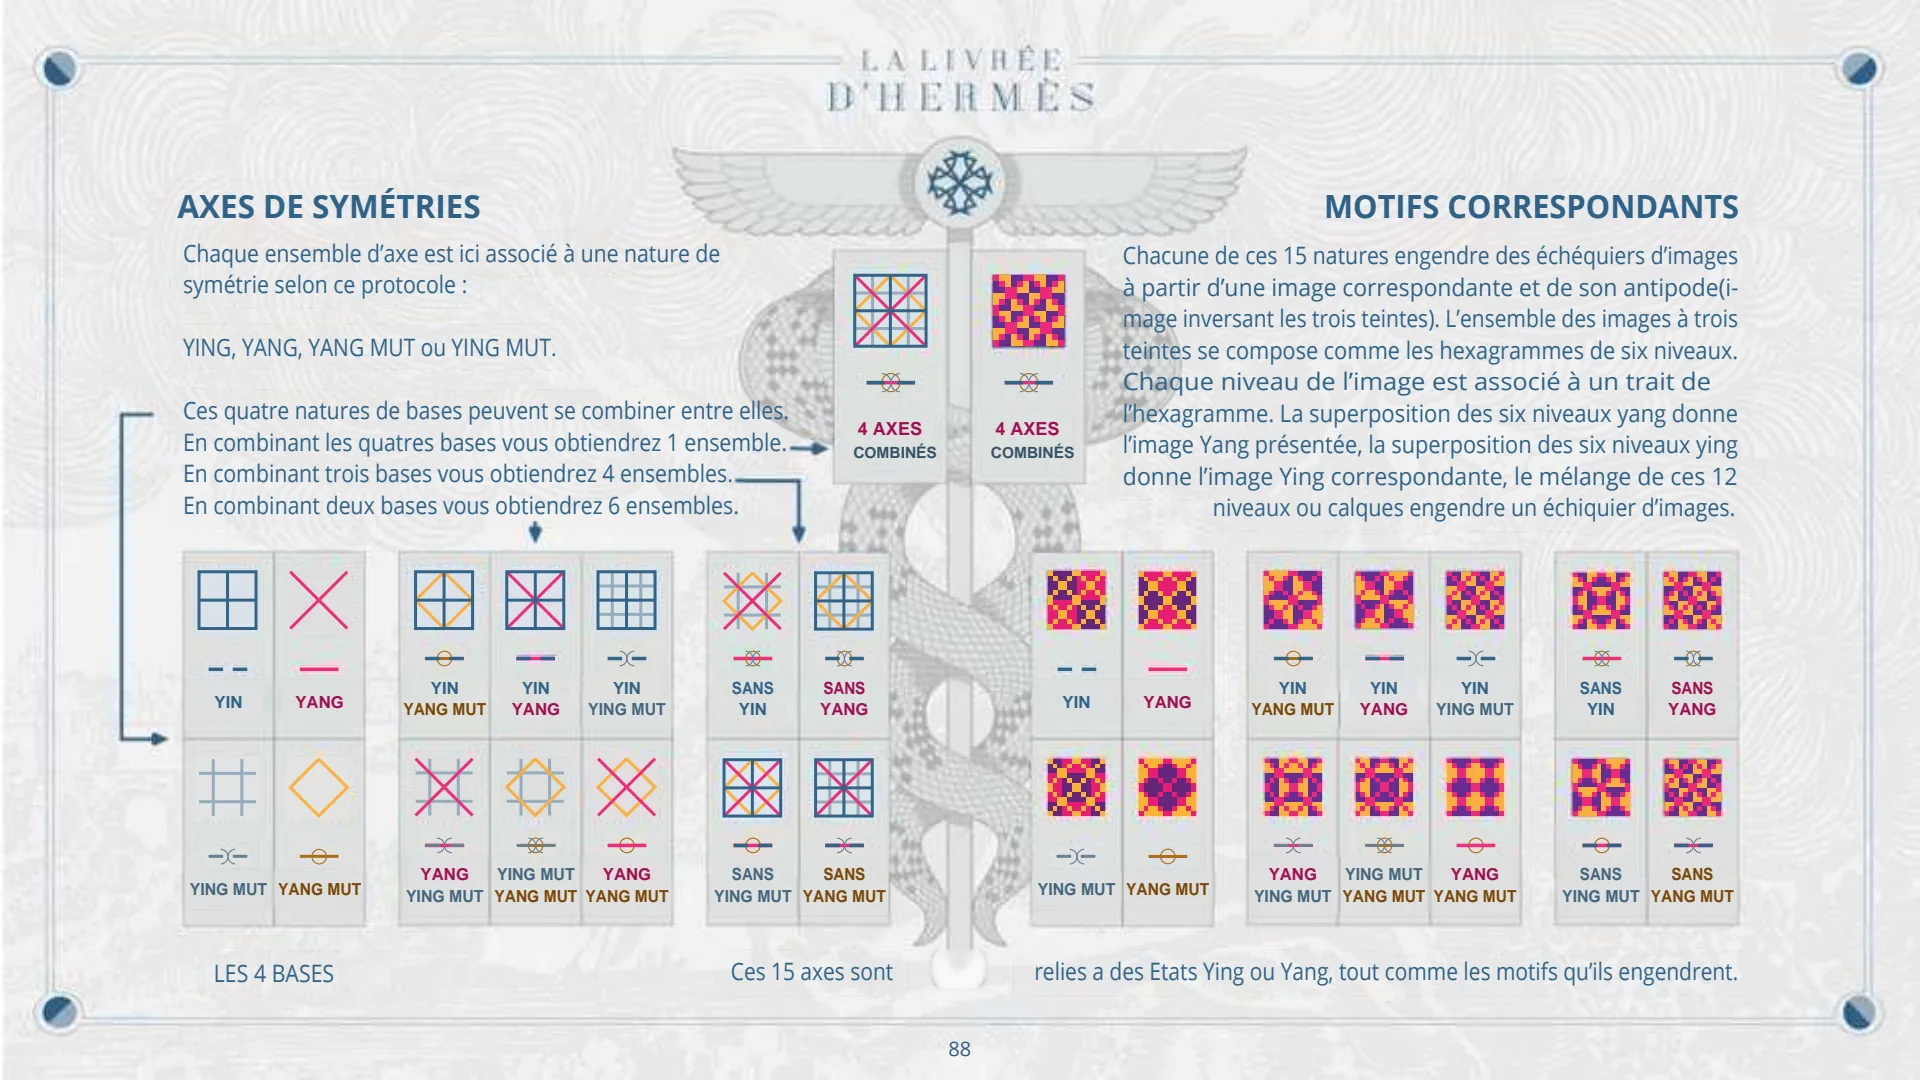 LA LIVRÉE
D'HERMÈS
AXES DE SYMÉTRIES
Chaque ensemble d'axe est ici associé à une nature de
symétrie selon ce protocole :
YING, YANG, YANG MUT ou YING MUT.
Ces quatre natures de bases peuvent se combiner entre elles.
En combinant les quatres bases vous obtiendrez 1 ensemble.
En combinant trois bases vous obtiendrez 4 ensembles.
En combinant deux bases vous obtiendrez 6 ensembles.
4 AXES
COMBINÉS
4 AXES
COMBINÉS
MOTIFS CORRESPONDANTS
Chacune de ces 15 natures engendre des échéquiers d'images
à partir d'une image correspondante et de son antipode(i-
mage inversant les trois teintes). L'ensemble des images à trois
teintes se compose comme les hexagrammes de six niveaux.
Chaque niveau de l'image est associé à un trait de
l'hexagramme. La superposition des six niveaux yang donne
l'image Yang présentée, la superposition des six niveaux ying
donne l'image Ying correspondante, le mélange de ces 12
niveaux ou calques engendre un échiquier d'images.
YIN
YANG
YIN
YANG MUT
YIN
YANG
YIN
YING MUT
SANS
YIN
SANS
YANG
YING MUT
YANG MUT
YANG
YING MUT
YING MUT
YANG MUT
YANG
YANG MUT
SANS
YING MUT
SANS
YANG MUT
YIN
YANG
YIN
YANG MUT
YIN
YANG
YIN
YING MUT
SANS
YIN
SANS
YANG
YING MUT
YANG MUT
YANG
YING MUT
YING MUT
YANG MUT
YANG
YANG MUT
SANS
YING MUT
SANS
YANG MUT
LES 4 BASES
Ces 15 axes sont relies a des Etats Ying ou Yang, tout comme les motifs qu'ils engendrent.
88